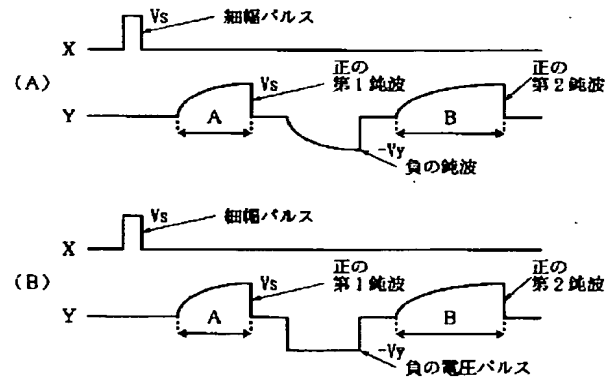 Vs
細幅パルス
X
(A)
Vs
正の
第1鈍波
正の
第2鈍波
Y
A
B
-Vy
負の鈍波
Vs
細幅パルス
X
(B)
Vs
正の
第1鈍波
正の
第2鈍波
Y
A
B
-Vy
負の電圧パルス